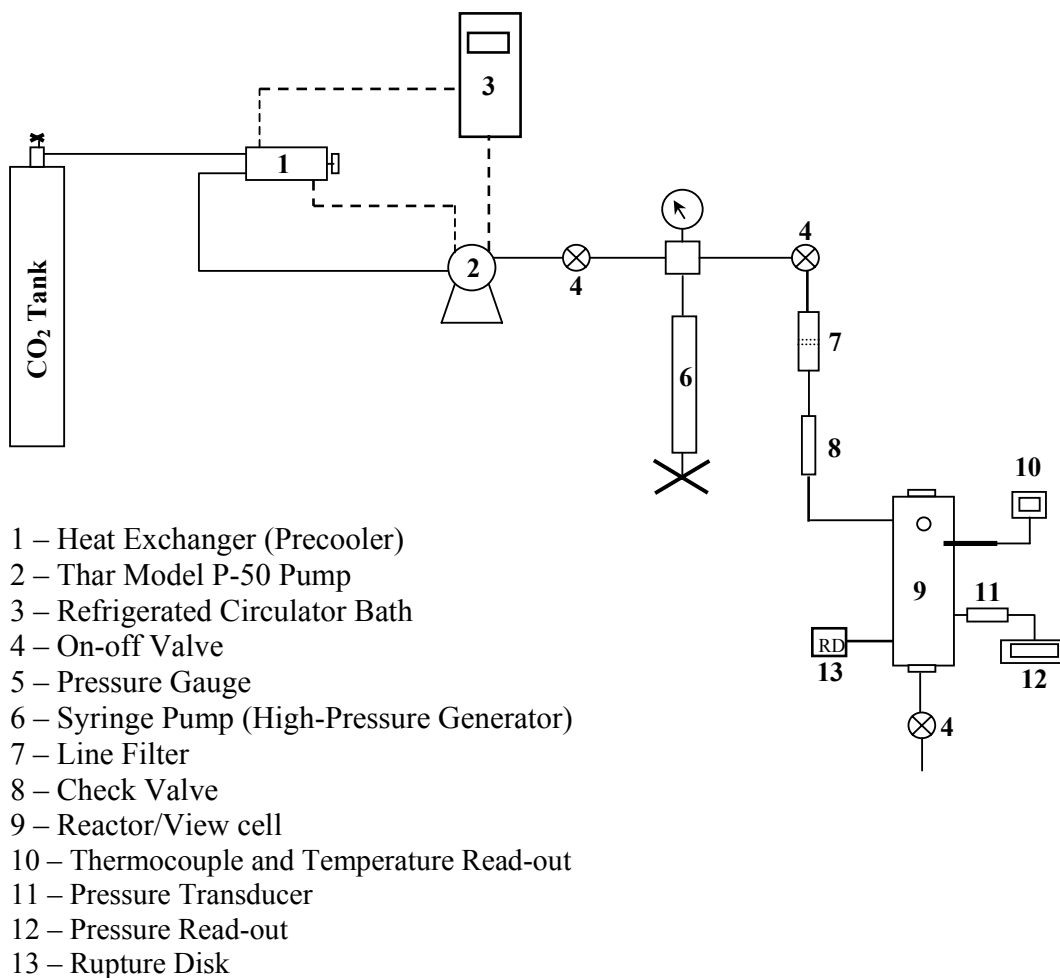 3
1
4
2
4
CO₂ Tank
7
6
8
10
9
11
RD
13
12
4
1 – Heat Exchanger (Precooler)
2 – Thar Model P-50 Pump
3 – Refrigerated Circulator Bath
4 – On-off Valve
5 – Pressure Gauge
6 – Syringe Pump (High-Pressure Generator)
7 – Line Filter
8 – Check Valve
9 – Reactor/View cell
10 – Thermocouple and Temperature Read-out
11 – Pressure Transducer
12 – Pressure Read-out
13 – Rupture Disk